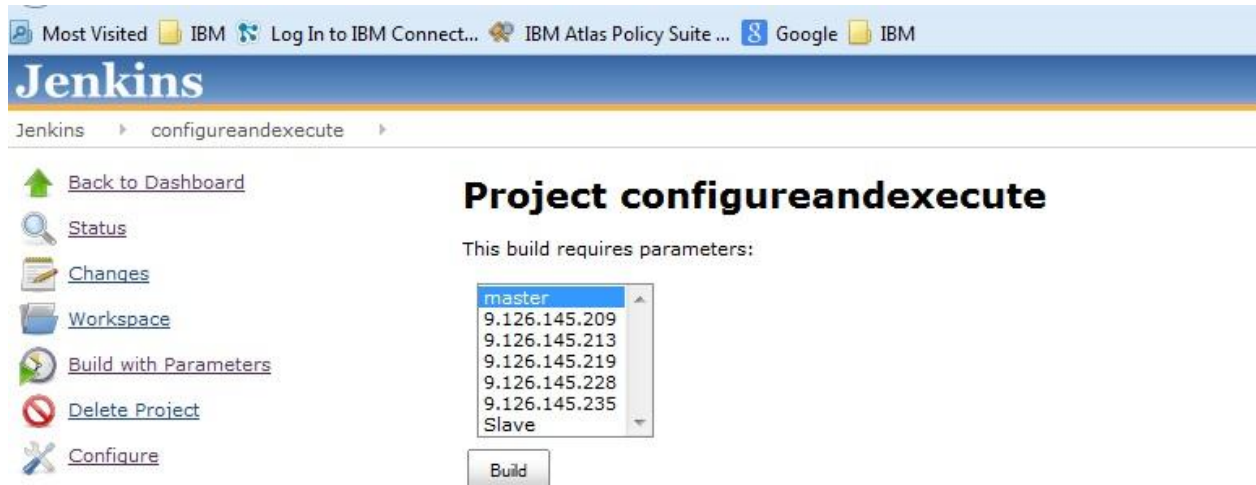 Most Visited IBM Log In to IBM Connect... IBM Atlas Policy Suite ... Google IBM
Jenkins
Jenkins configureandexecute
Back to Dashboard
Status
Changes
Workspace
Build with Parameters
Delete Project
Configure
Project configureandexecute
This build requires parameters:
master
9.126.145.209
9.126.145.213
9.126.145.219
9.126.145.228
9.126.145.235
Slave
Build